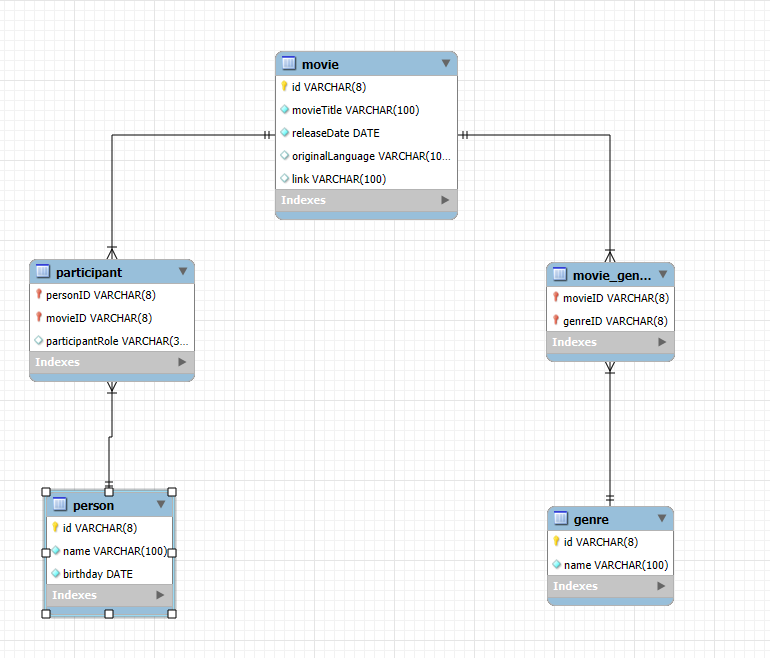 movie
id VARCHAR(8)
movieTitle VARCHAR(100)
releaseDate DATE
originalLanguage VARCHAR(10...
link VARCHAR(100)
Indexes
participant
personID VARCHAR(8)
movieID VARCHAR(8)
participantRole VARCHAR(3...
Indexes
movie_gen...
movieID VARCHAR(8)
genreID VARCHAR(8)
Indexes
person
id VARCHAR(8)
name VARCHAR(100)
birthday DATE
Indexes
genre
id VARCHAR(8)
name VARCHAR(100)
Indexes